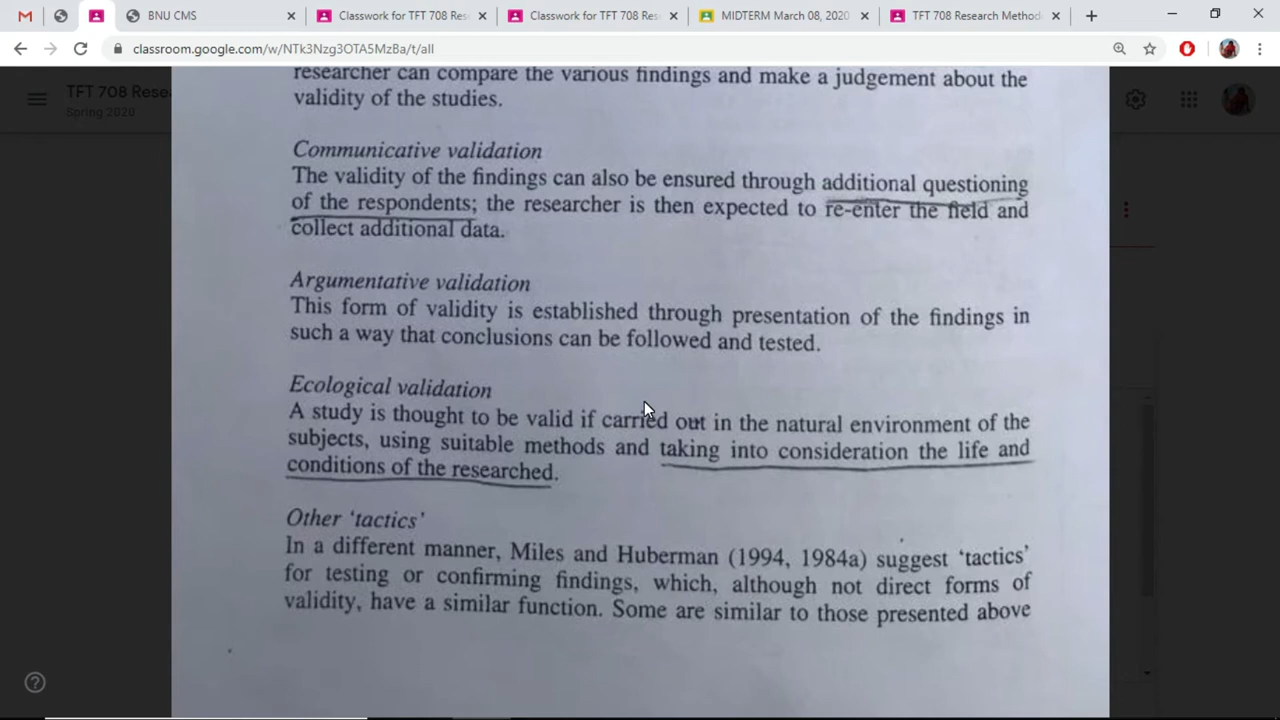 BNU CMS
Classwork for TFT 708 Res
Classwork for TFT 708 Res
MIDTERM March 08, 2020
TFT 708 Research Method
classroom.google.com/w/NTk3Nzg3OTA5MzBa/t/all
TFT 708 Rese
Spring 2020
researcher can compare the various findings and make a judgement about the
validity of the studies.
Communicative validation
The validity of the findings can also be ensured through additional questioning
of the respondents; the researcher is then expected to re-enter the field and
collect additional data.
Argumentative validation
This form of validity is established through presentation of the findings in
such a way that conclusions can be followed and tested.
Ecological validation
A study is thought to be valid if carried out in the natural environment of the
subjects, using suitable methods and taking into consideration the life and
conditions of the researched.
Other ‘tactics’
In a different manner, Miles and Huberman (1994, 1984a) suggest ‘tactics’
for testing or confirming findings, which, although not direct forms of
validity, have a similar function. Some are similar to those presented above